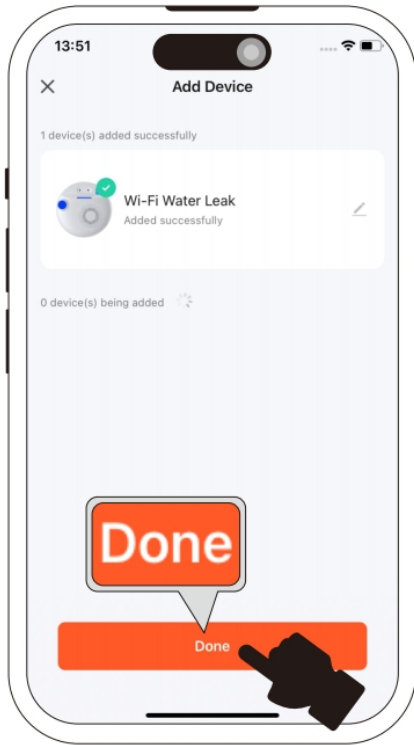 13:51
Add Device
1 device(s) added successfully
Wi-Fi Water Leak
Added successfully
0 device(s) being added
Done
Done